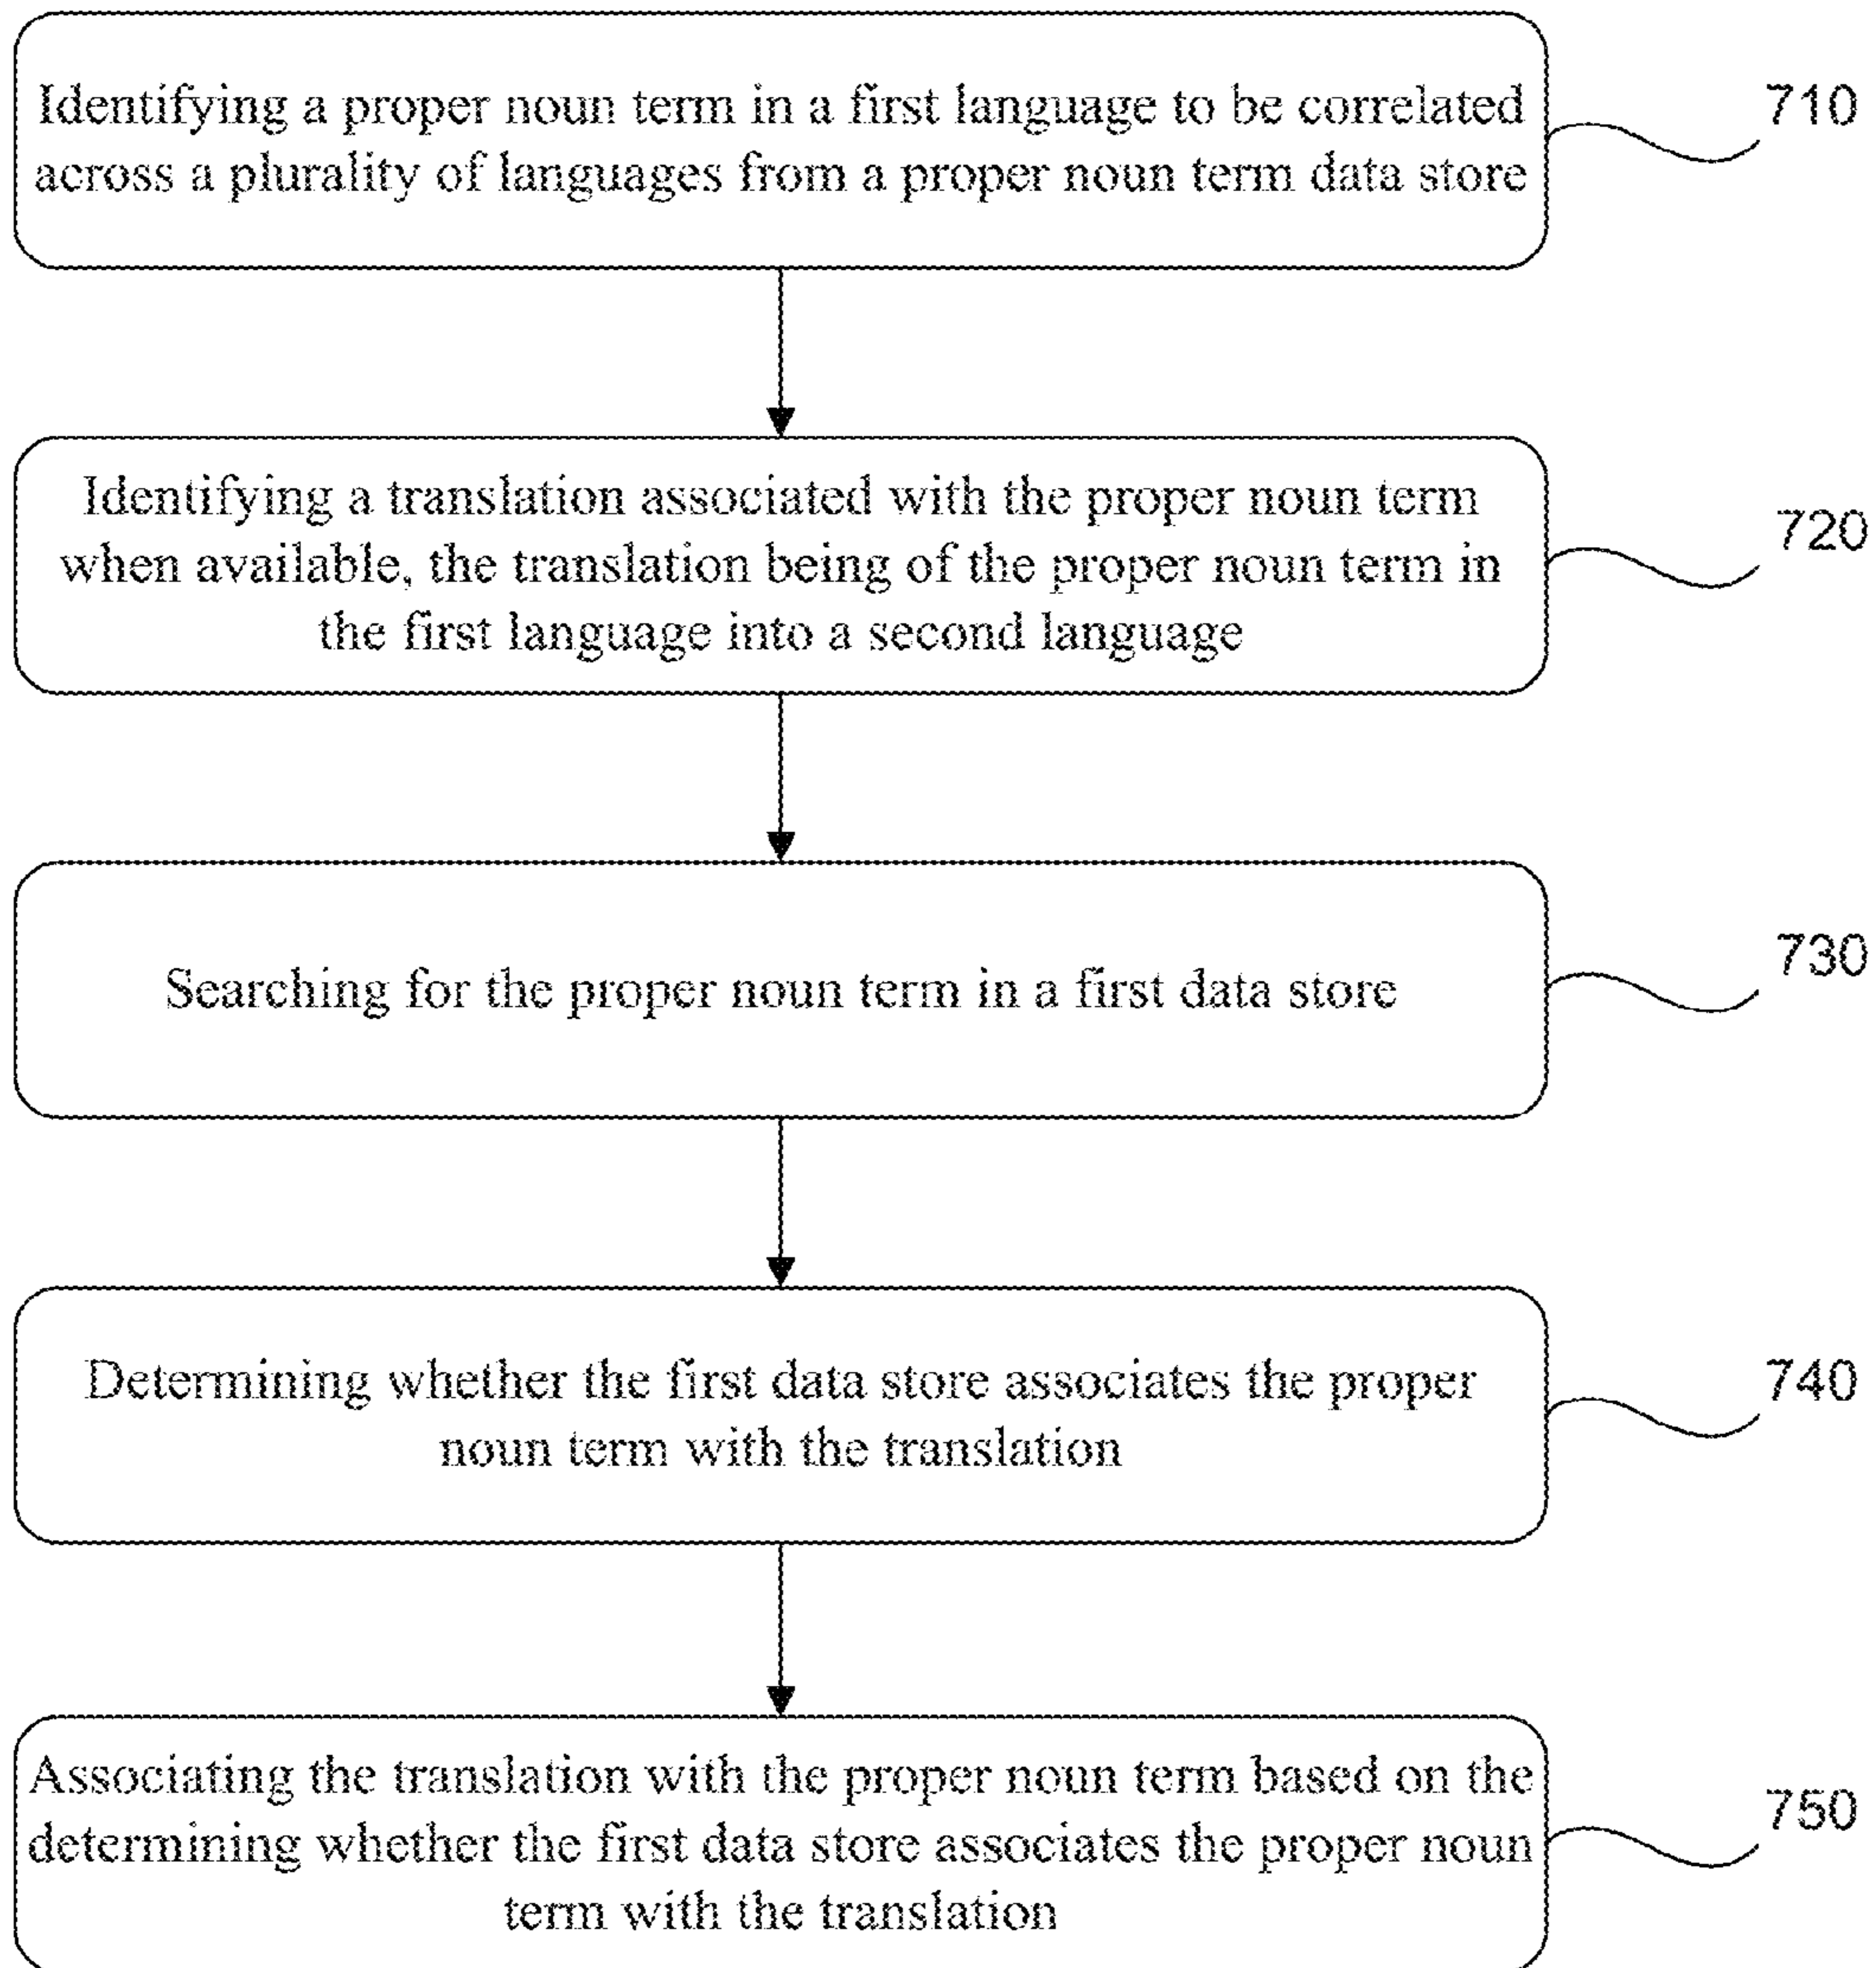 Identifying a proper noun term in a first language to be correlated
across a plurality of languages from a proper noun term data store
710
Identifying a translation associated with the proper noun term
when available, the translation being of the proper noun term in
the first language into a second language
720
Searching for the proper noun term in a first data store
730
Determining whether the first data store associates the proper
noun term with the translation
740
Associating the translation with the proper noun term based on the
determining whether the first data store associates the proper noun
term with the translation
750